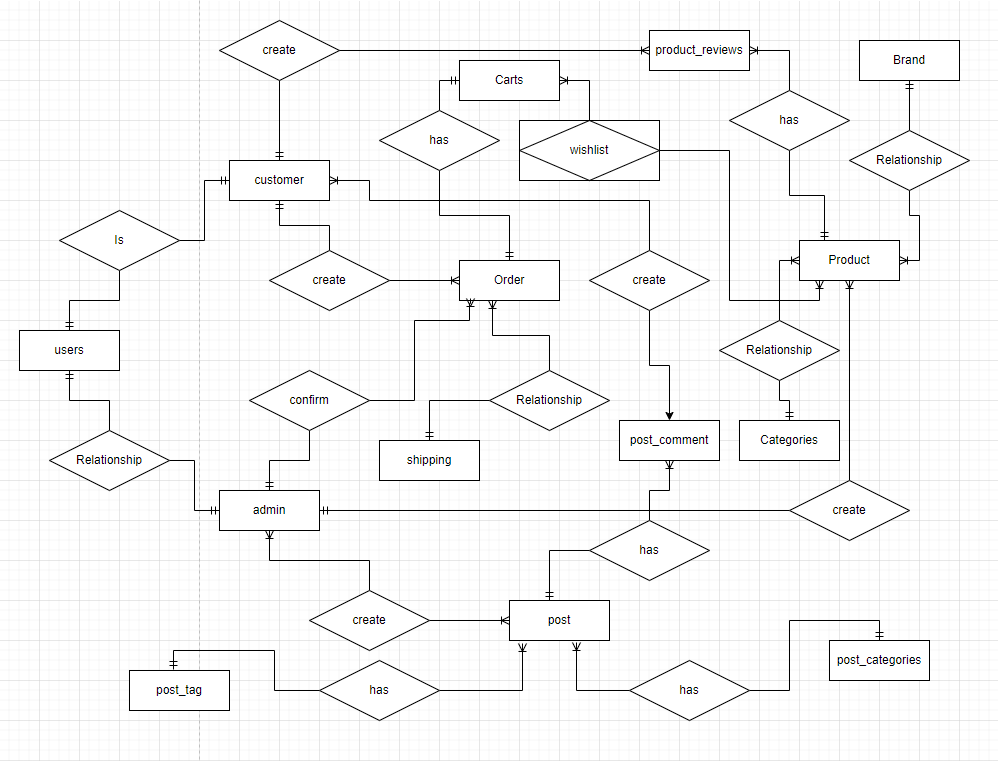 create
product_reviews
Brand
Carts
has
has
wishlist
Relationship
customer
Is
create
Order
create
Product
users
Relationship
confirm
Relationship
post_comment
Categories
Relationship
shipping
admin
create
has
create
post
post_categories
post_tag
has
has